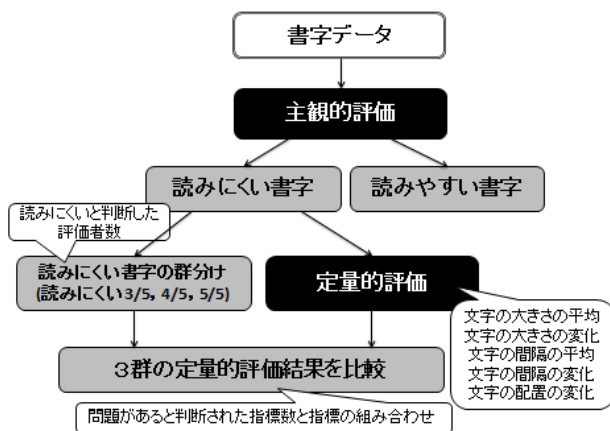 書字データ
主観的評価
読みにくい書字
読みやすい書字
読みにくいと判断した
評価者数
読みにくい書字の群分け
(読みにくい3/5, 4/5, 5/5)
定量的評価
文字の大きさの平均
文字の大きさの変化
文字の間隔の平均
文字の間隔の変化
文字の配置の変化
３群の定量的評価結果を比較
問題があると判断された指標数と指標の組み合わせ